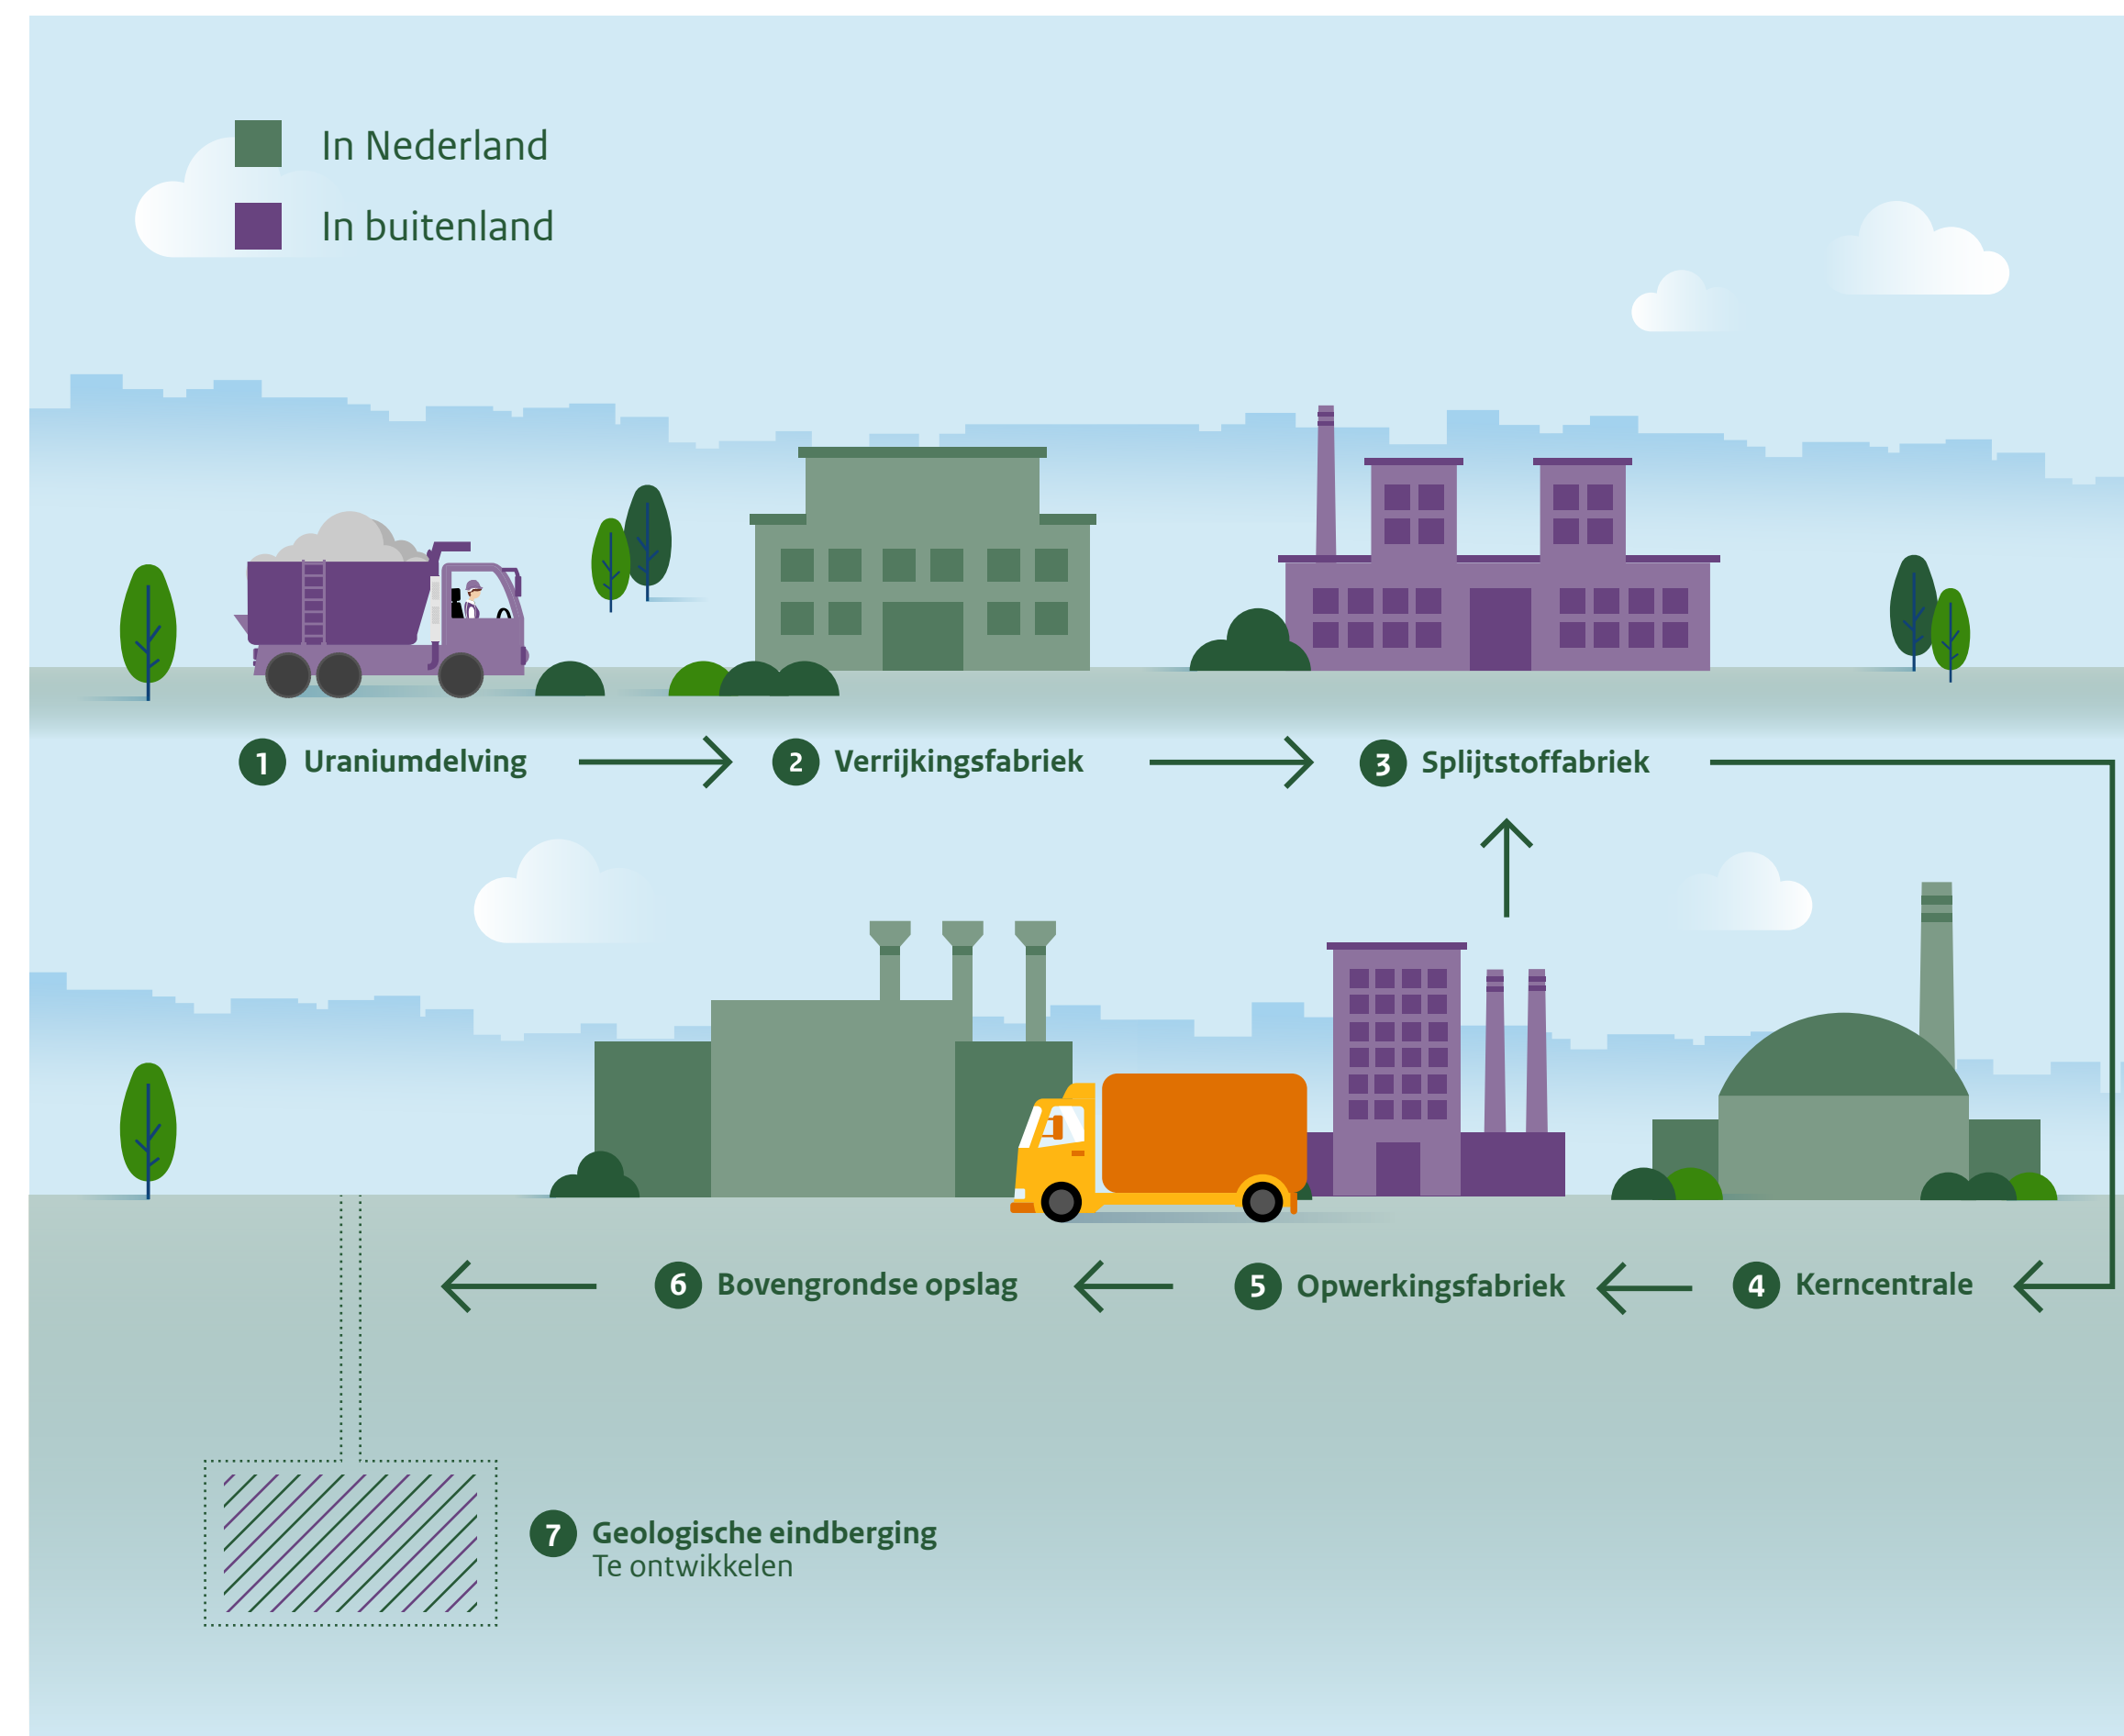 In Nederland
In buitenland
1 Uraniumdelving
2 Verrijkingsfabriek
3 Splijtstoffabriek
6 Bovengrondse opslag
5 Opwerkingsfabriek
4 Kerncentrale
7 Geologische eindberging
Te ontwikkelen